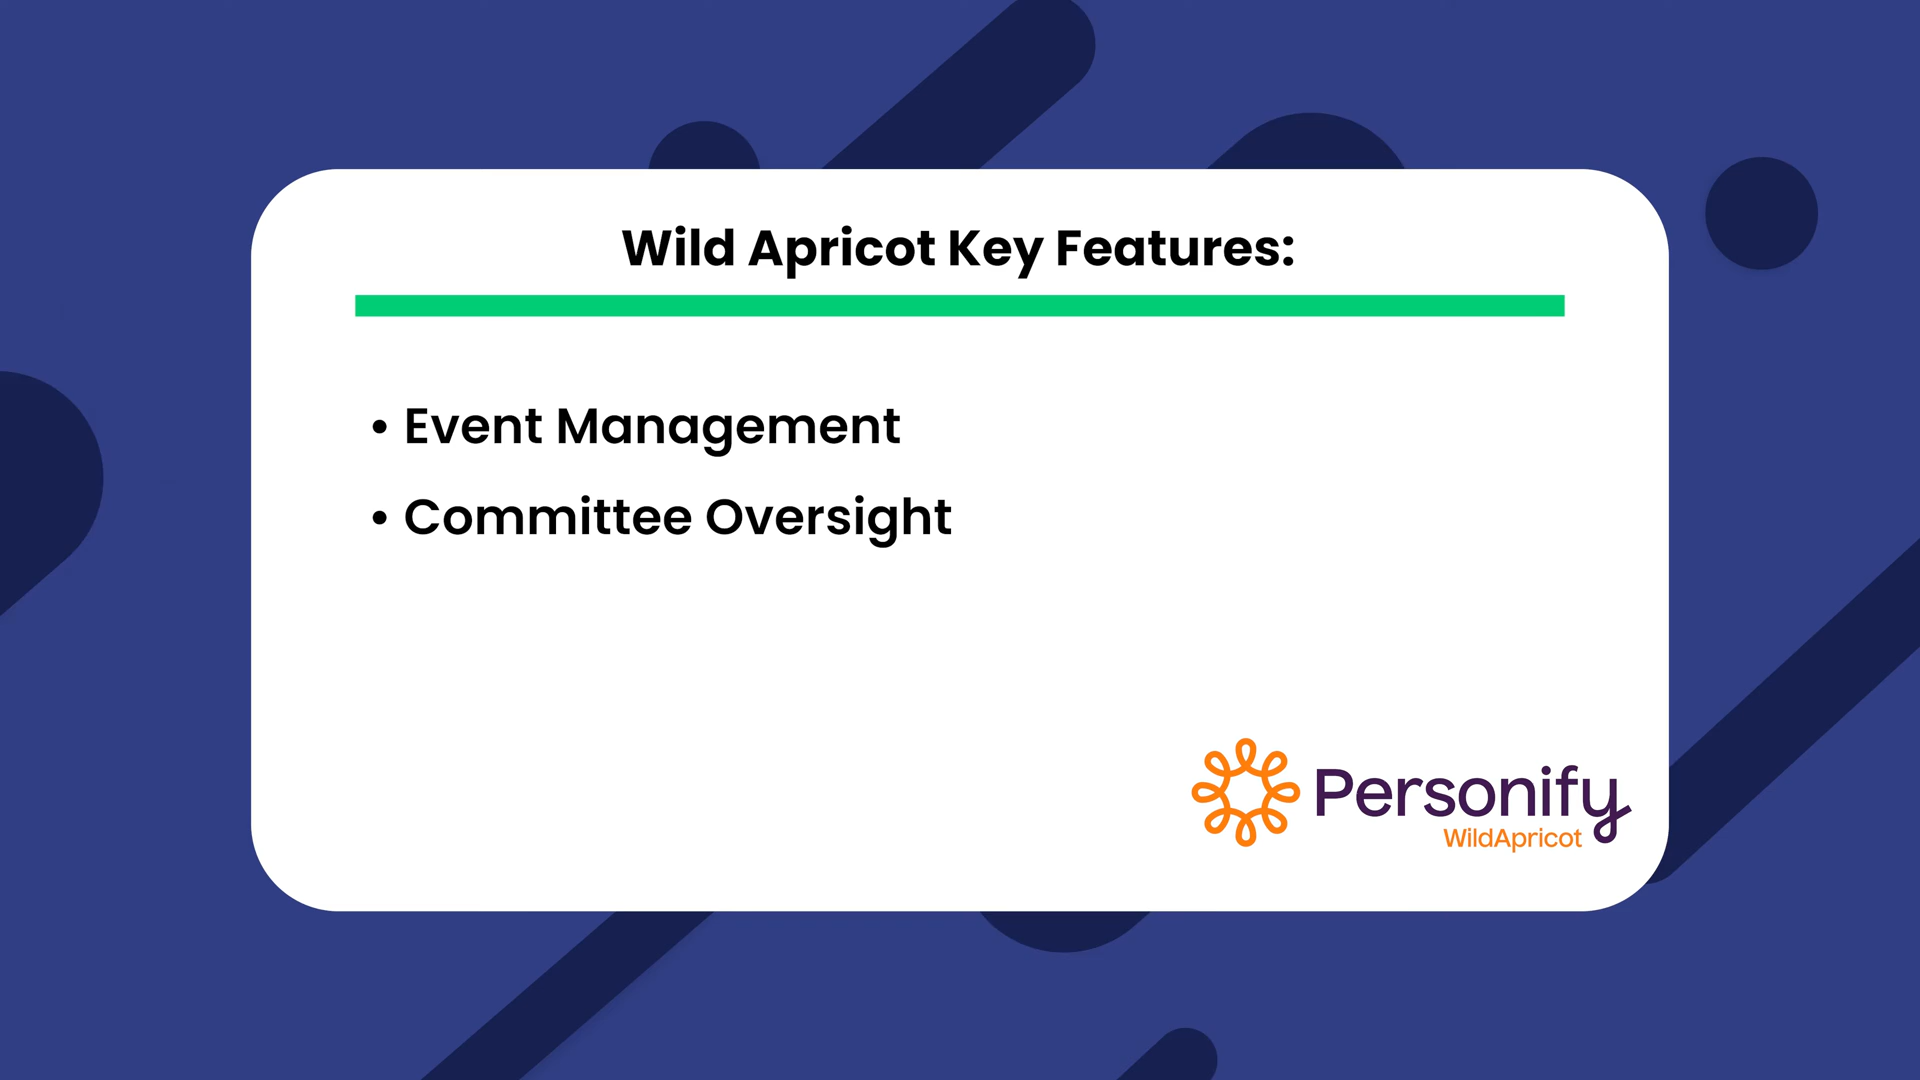 Wild Apricot Key Features:
• Event Management
• Committee Oversight
Personify
WildApricot